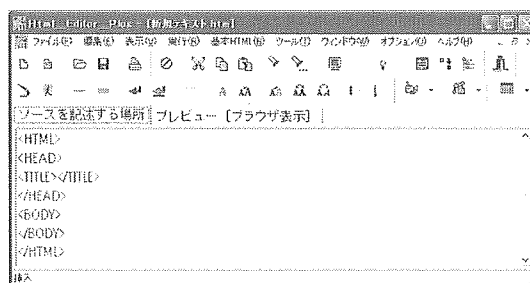 Html Editor Plus - [新規テキスト.html]
ファイル(F) 編集(E) 表示(V) 実行(R) 基本HTML(B) ツール(T) ウィンドウ(W) オプション(O) ヘルプ(H)
ソースを記述する場所 プレビュー [ブラウザ表示]
<HTML>
<HEAD>
<TITLE></TITLE>
</HEAD>
<BODY>
</BODY>
</HTML>
挿入